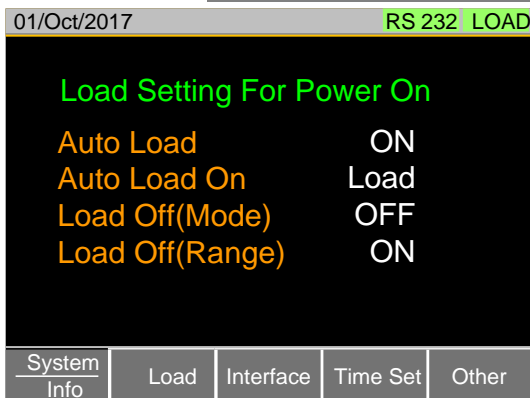 01/Oct/2017 RS 232 LOAD
Load Setting For Power On
Auto Load ON
Auto Load On Load
Load Off(Mode) OFF
Load Off(Range) ON
System Info Load Interface Time Set Other